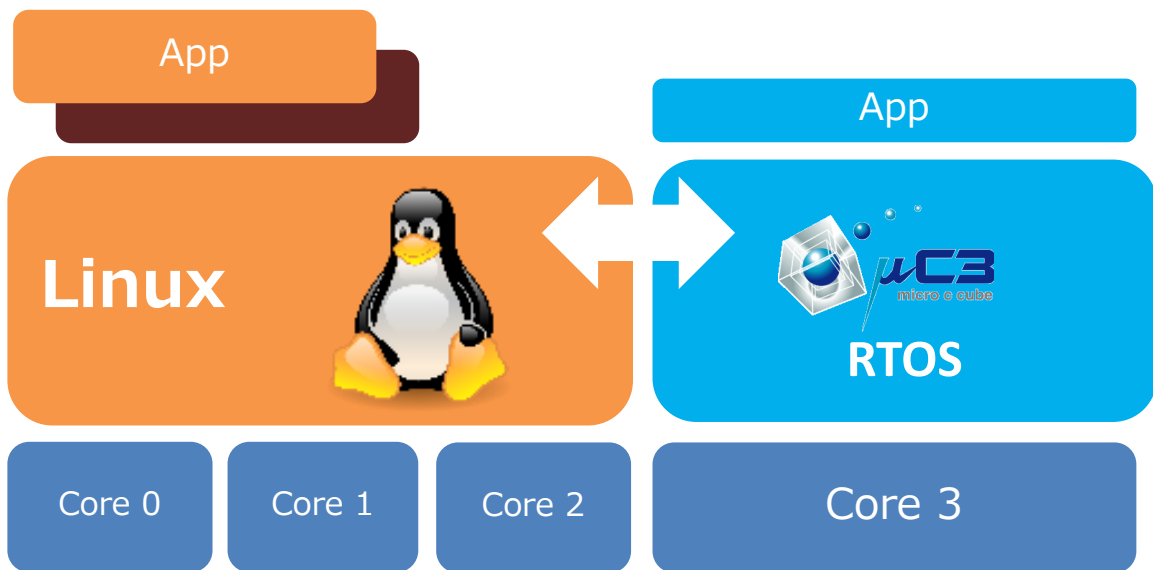 App
App
Linux
μC3
micro c cube
RTOS
Core 0
Core 1
Core 2
Core 3